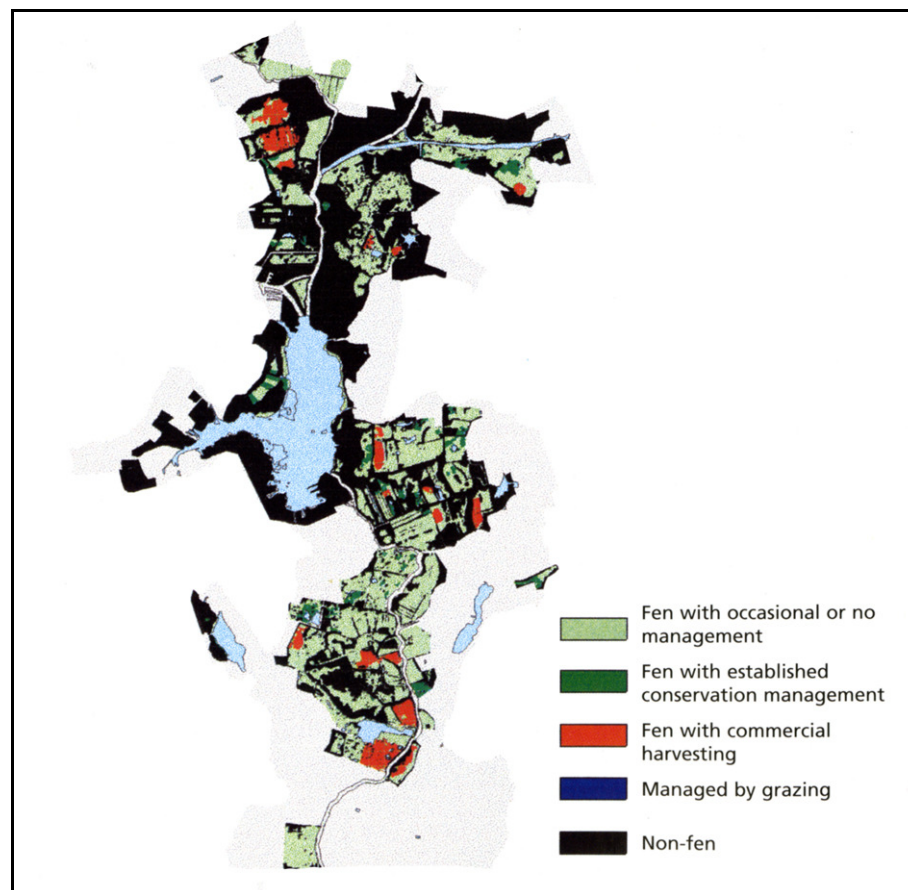 Fen with occasional or no
management
Fen with established
conservation management
Fen with commercial
harvesting
Managed by grazing
Non-fen